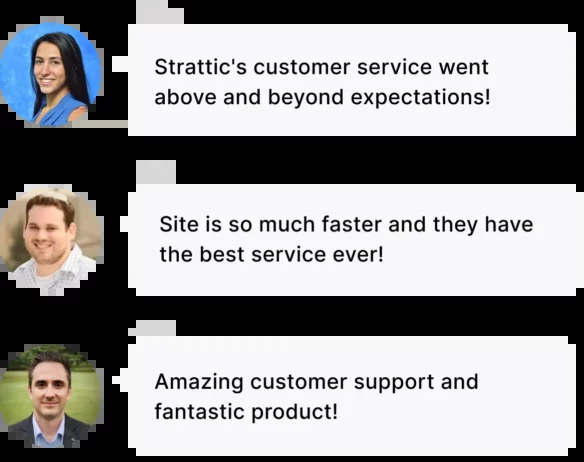 Strattic's customer service went
above and beyond expectations!
Site is so much faster and they have
the best service ever!
Amazing customer support and
fantastic product!